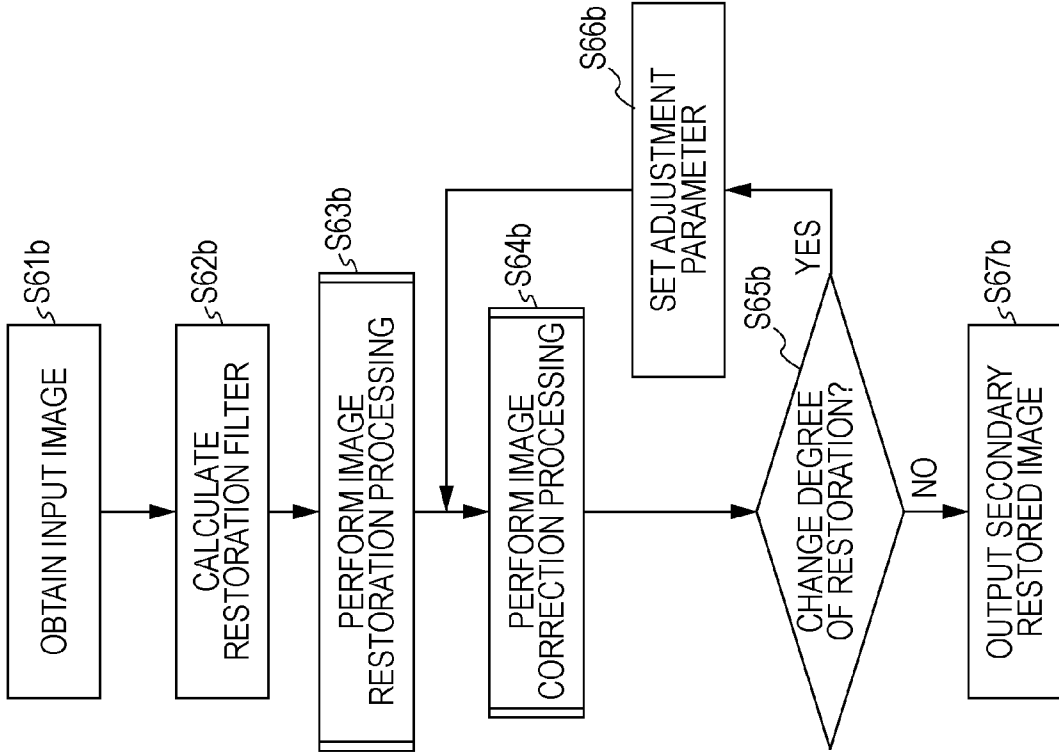 S61b
OBTAIN INPUT IMAGE
S62b
CALCULATE
RESTORATION FILTER
S63b
PERFORM IMAGE
RESTORATION PROCESSING
S64b
PERFORM IMAGE
CORRECTION PROCESSING
S65b
CHANGE DEGREE
OF RESTORATION?
YES
S66b
SET ADJUSTMENT
PARAMETER
NO
S67b
OUTPUT SECONDARY
RESTORED IMAGE